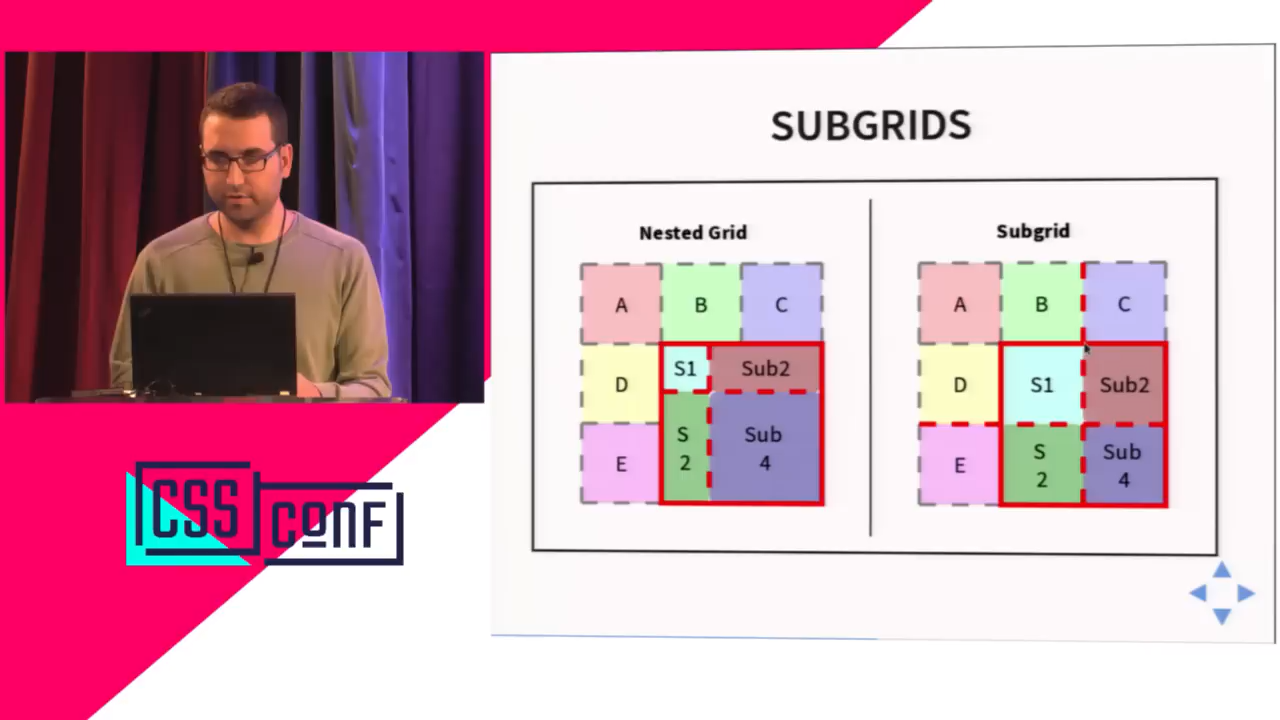 SUBGRIDS
Nested Grid
A
B
C
D
S1
Sub2
E
S
2
Sub
4
Subgrid
A
B
C
D
S1
Sub2
E
S
2
Sub
4
CSS
CONF